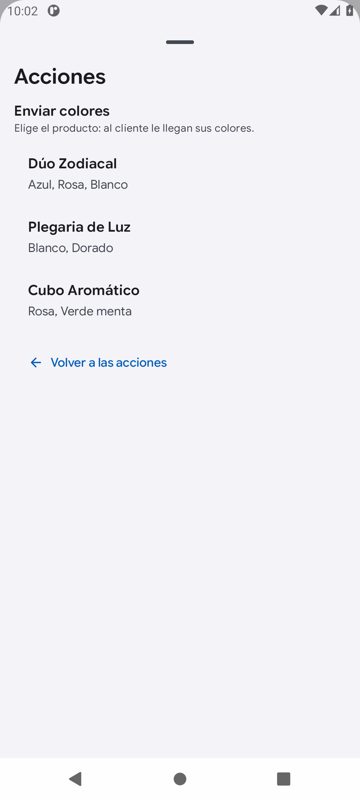 10:02
Acciones
Enviar colores
Elige el producto: al cliente le llegan sus colores.
Dúo Zodiacal
Azul, Rosa, Blanco
Plegaria de Luz
Blanco, Dorado
Cubo Aromático
Rosa, Verde menta
Volver a las acciones